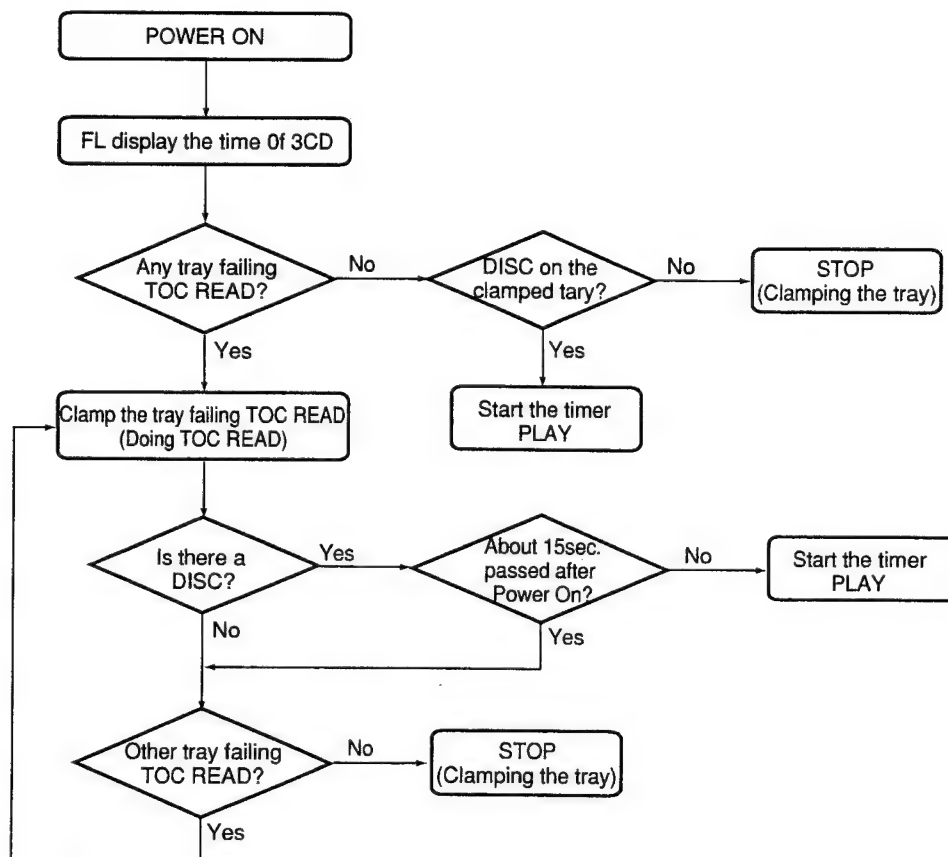 POWER ON
FL display the time 0f 3CD
Any tray failing
TOC READ?
No
DISC on the
clamped tary?
No
STOP
(Clamping the tray)
Yes
Yes
Clamp the tray failing TOC READ
(Doing TOC READ)
Start the timer
PLAY
Is there a
DISC?
Yes
About 15sec.
passed after
Power On?
No
Start the timer
PLAY
No
Yes
Other tray failing
TOC READ?
No
STOP
(Clamping the tray)
Yes